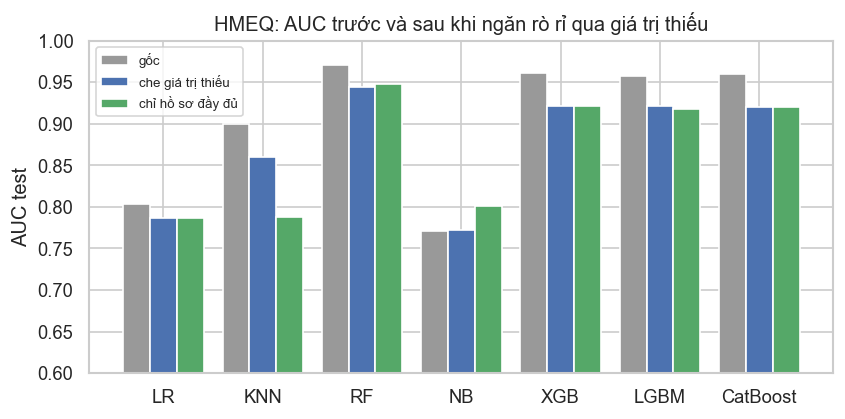 HMEQ: AUC trước và sau khi ngăn rò rỉ qua giá trị thiếu
gốc
che giá trị thiếu
chỉ hồ sơ đầy đủ
AUC test
1.00
0.95
0.90
0.85
0.80
0.75
0.70
0.65
0.60
LR KNN RF NB XGB LGBM CatBoost